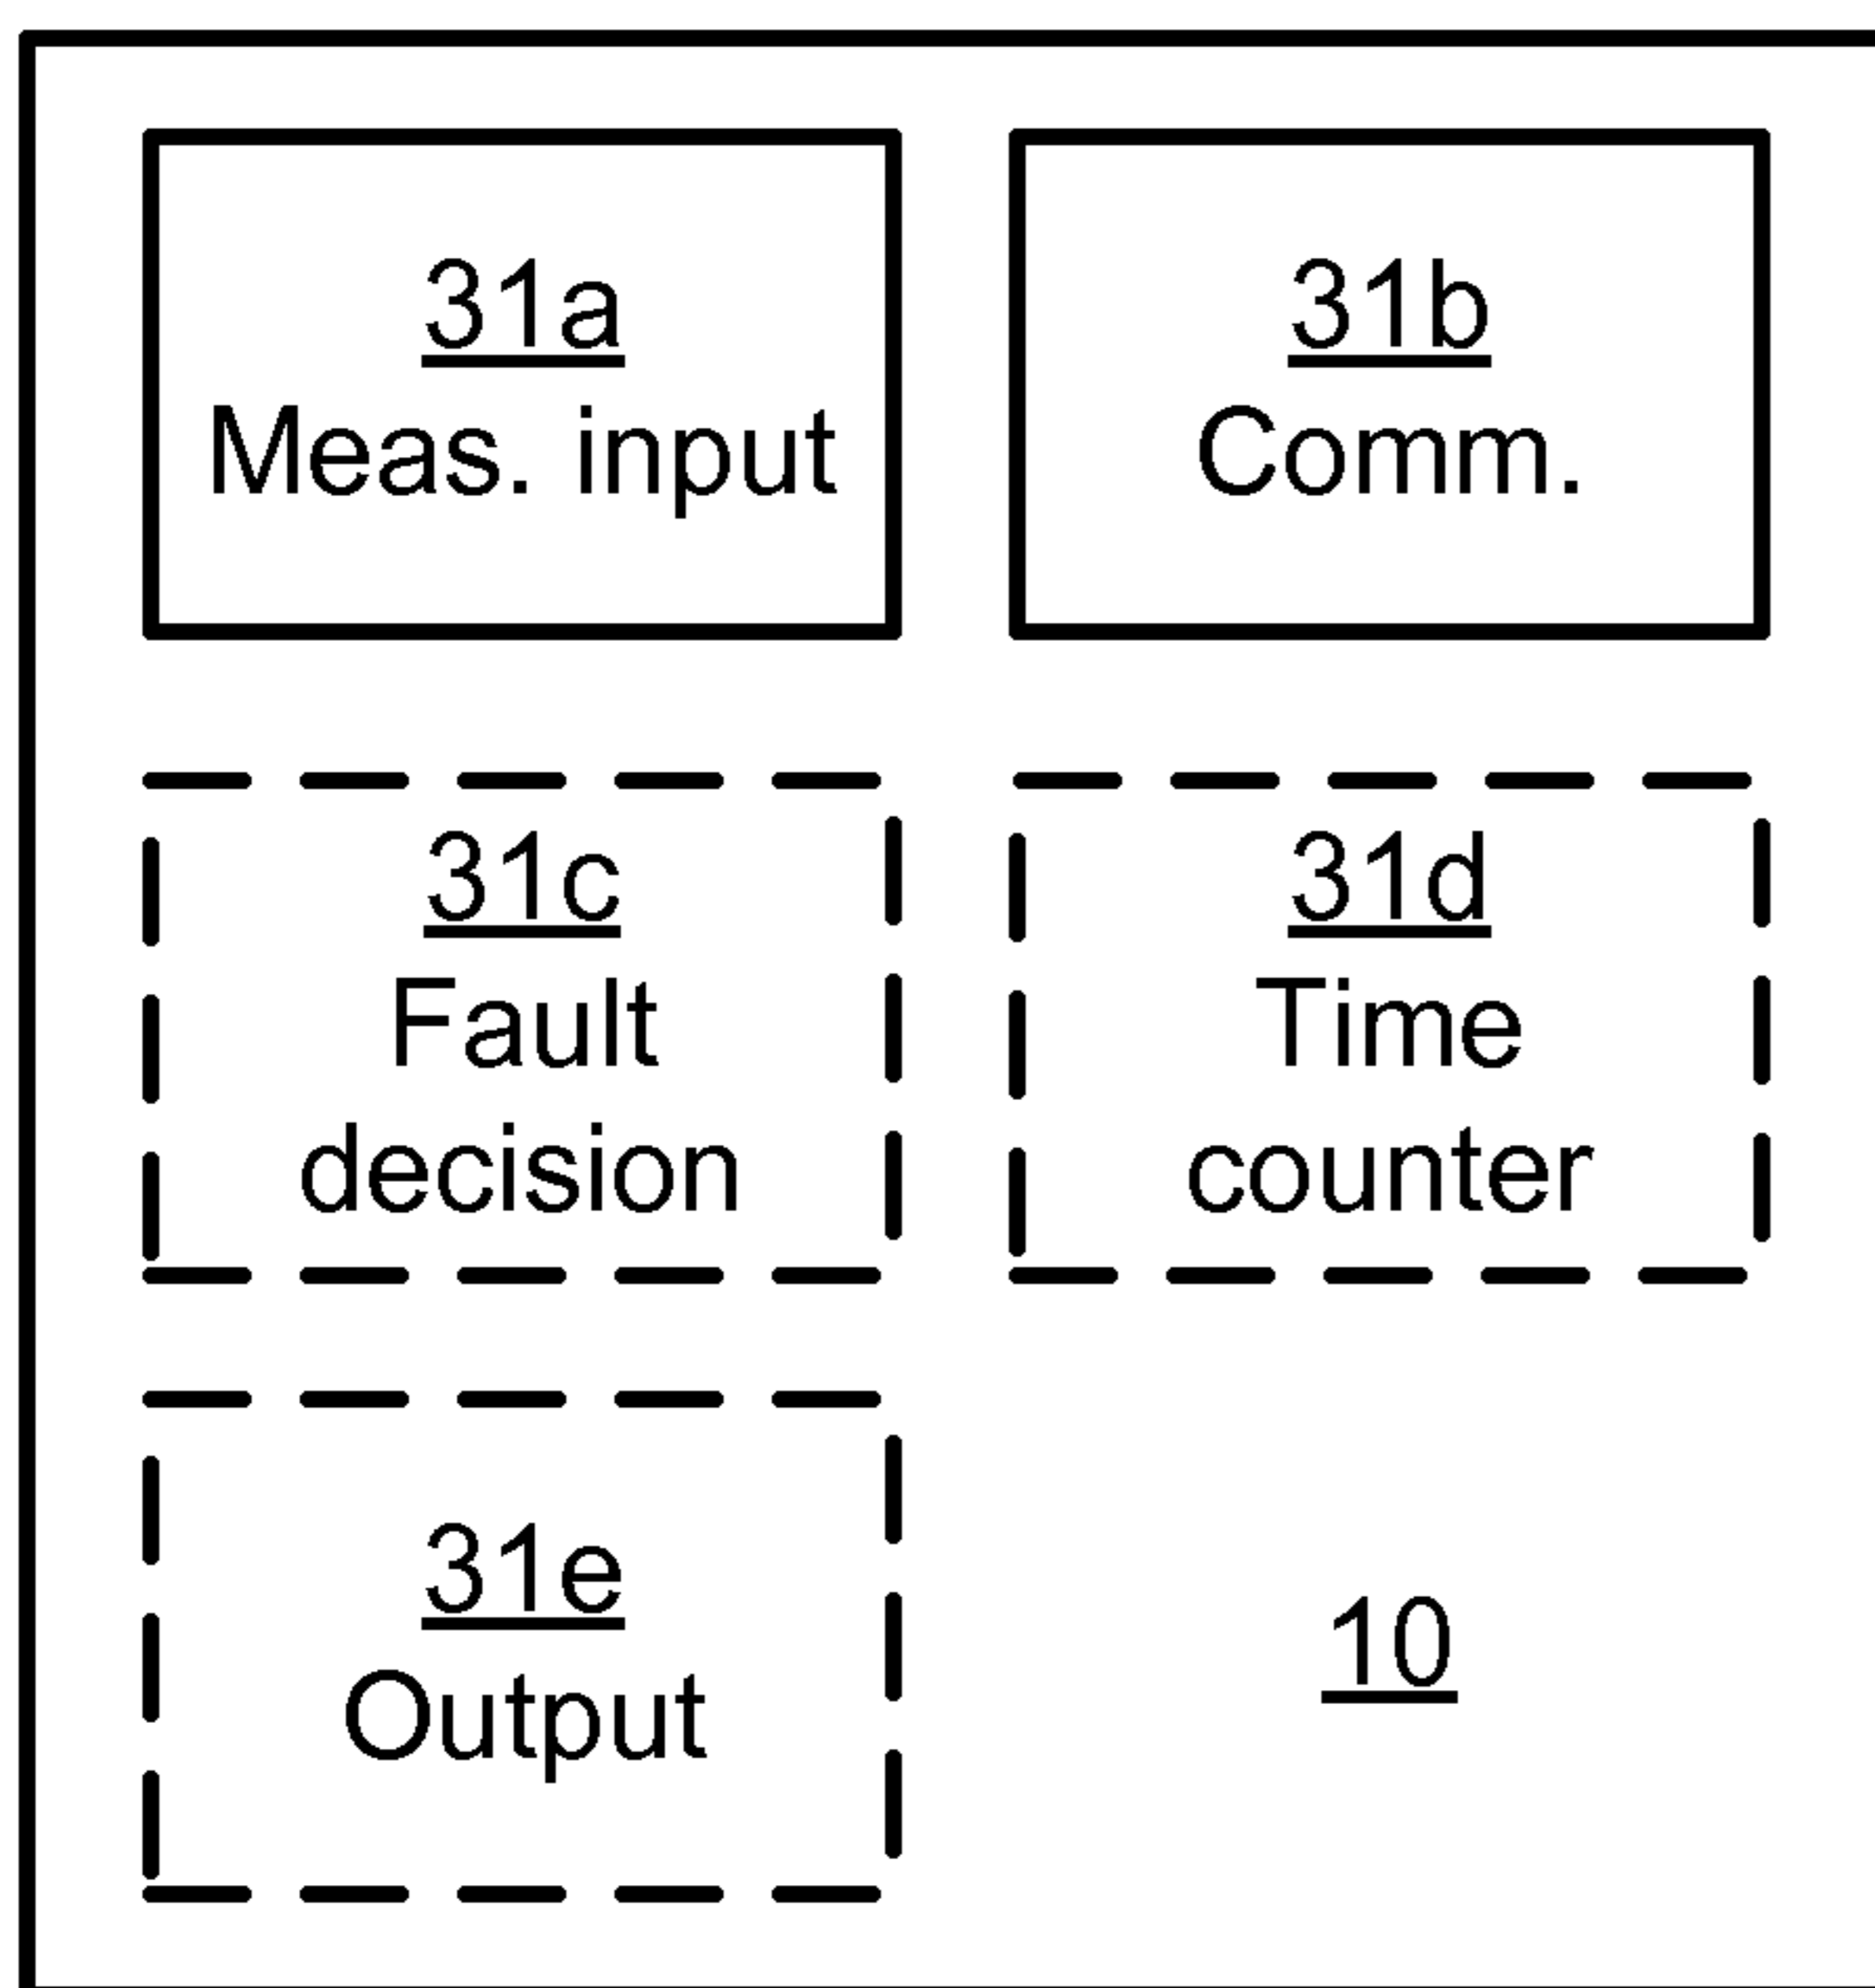 31a
Meas. input
31b
Comm.
31c
Fault
decision
31d
Time
counter
31e
Output
10